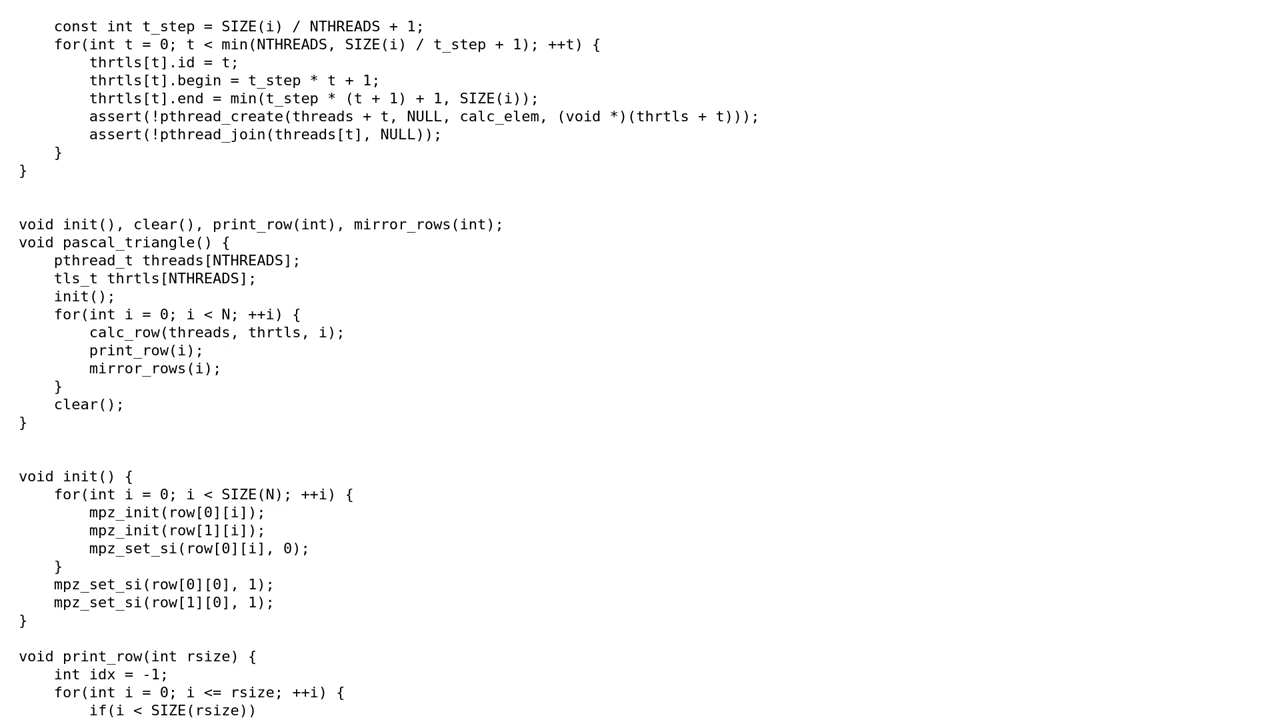 const int t_step = SIZE(i) / NTHREADS + 1;
    for(int t = 0; t < min(NTHREADS, SIZE(i) / t_step + 1); ++t) {
        thrtls[t].id = t;
        thrtls[t].begin = t_step * t + 1;
        thrtls[t].end = min(t_step * (t + 1) + 1, SIZE(i));
        assert(!pthread_create(threads + t, NULL, calc_elem, (void *)(thrtls + t)));
        assert(!pthread_join(threads[t], NULL));
    }
}

void init(), clear(), print_row(int), mirror_rows(int);
void pascal_triangle() {
    pthread_t threads[NTHREADS];
    tls_t thrtls[NTHREADS];
    init();
    for(int i = 0; i < N; ++i) {
        calc_row(threads, thrtls, i);
        print_row(i);
        mirror_rows(i);
    }
    clear();
}

void init() {
    for(int i = 0; i < SIZE(N); ++i) {
        mpz_init(row[0][i]);
        mpz_init(row[1][i]);
        mpz_set_si(row[0][i], 0);
    }
    mpz_set_si(row[0][0], 1);
    mpz_set_si(row[1][0], 1);
}

void print_row(int rsize) {
    int idx = -1;
    for(int i = 0; i <= rsize; ++i) {
        if(i < SIZE(rsize))